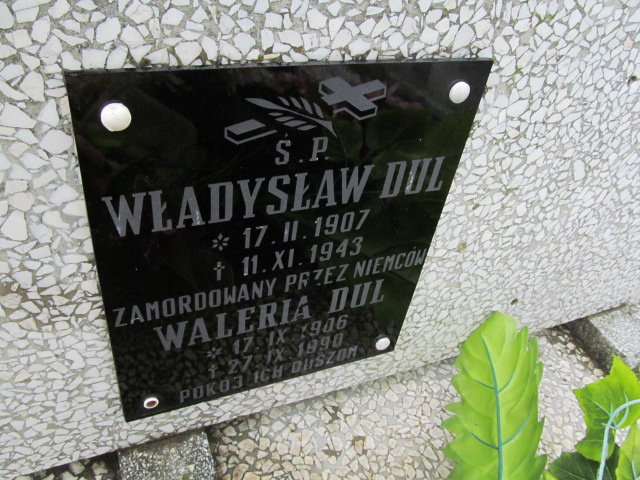 Ś.P.
WŁADYSŁAW DUL
* 17.II.1907
† 11.XI.1943
ZAMORDOWANY PRZEZ NIEMCÓW
WALERIA DUL
* 17.IX.1906
† 27.IX.1990
POKÓJ ICH DUSZOM